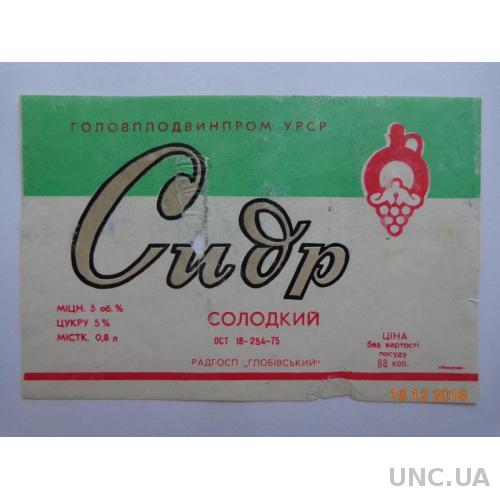 ГОЛОВПЛОДВИНПРОМ УРСР
Сидр
СОЛОДКИЙ
ОСТ 18-254-75
РАДГОСП „ГЛОБІВСЬКИЙ"
МІЦН. 5 об.%
ЦУКРУ 5%
МІСТК. 0,8 л
ЦІНА
без вартості
посуду
88 коп.
18 12 2016
UNC.UA